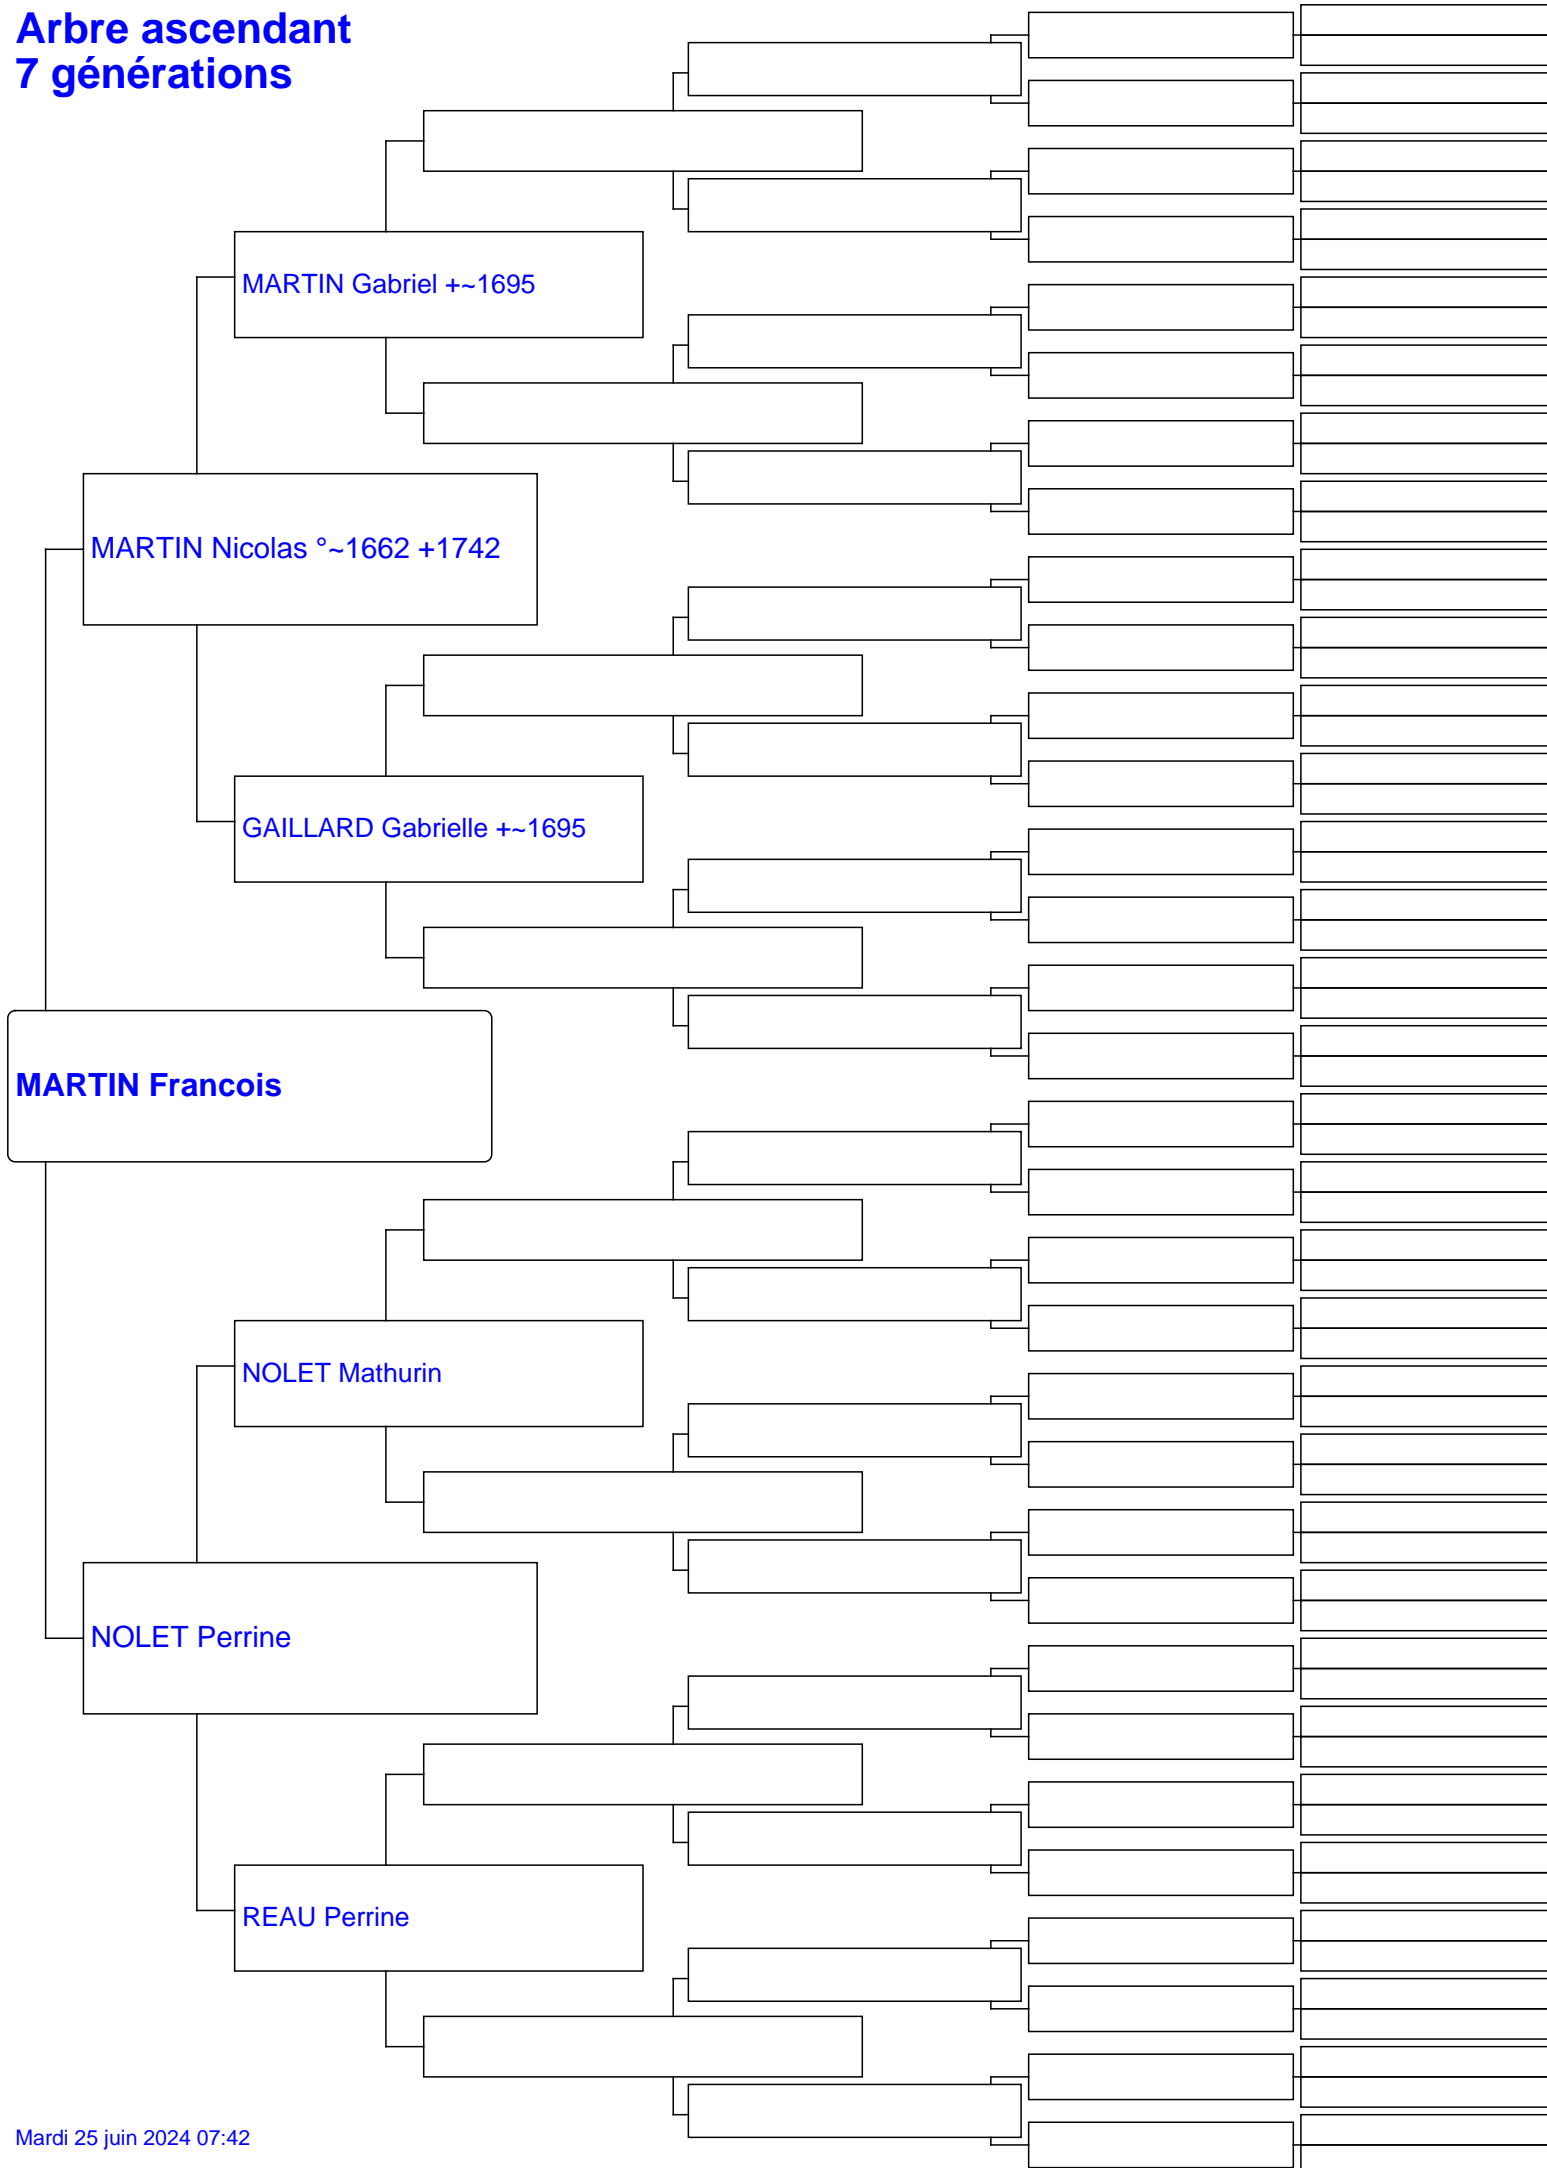 Arbre ascendant
7 générations
MARTIN Gabriel +~1695
MARTIN Nicolas °~1662 +1742
GAILLARD Gabrielle +~1695
MARTIN Francois
NOLET Mathurin
NOLET Perrine
REAU Perrine
Mardi 25 juin 2024 07:42